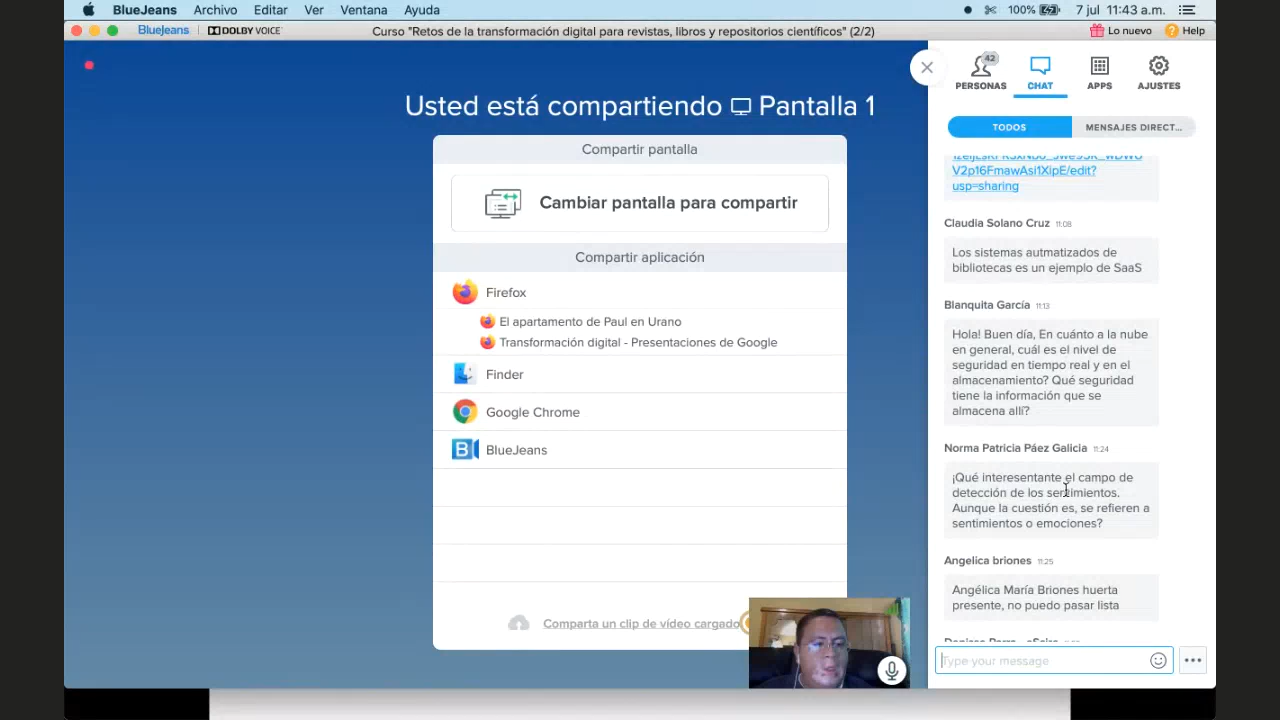 BlueJeans Archivo Editar Ver Ventana Ayuda 100% 7 jul 11:43 a.m.
BlueJeans DOLBY VOICE Curso "Retos de la transformación digital para revistas, libros y repositorios científicos" (2/2) Lo nuevo Help
Usted está compartiendo Pantalla 1
Compartir pantalla
Cambiar pantalla para compartir
Compartir aplicación
Firefox
El apartamento de Paul en Urano
Transformación digital - Presentaciones de Google
Finder
Google Chrome
BlueJeans
Comparta un clip de vídeo cargado
42
PERSONAS CHAT APPS AJUSTES
TODOS MENSAJES DIRECT...
V2p16FmawAsi1XipE/edit?
usp=sharing
Claudia Solano Cruz 11:08
Los sistemas autmatizados de
bibliotecas es un ejemplo de SaaS
Blanquita García 11:13
Hola! Buen día, En cuánto a la nube
en general, cuál es el nivel de
seguridad en tiempo real y en el
almacenamiento? Qué seguridad
tiene la información que se
almacena allí?
Norma Patricia Páez Galicia 11:24
¡Qué interesentante el campo de
detección de los sentimientos.
Aunque la cuestión es, se refieren a
sentimientos o emociones?
Angelica briones 11:25
Angélica María Briones huerta
presente, no puedo pasar lista
Type your message